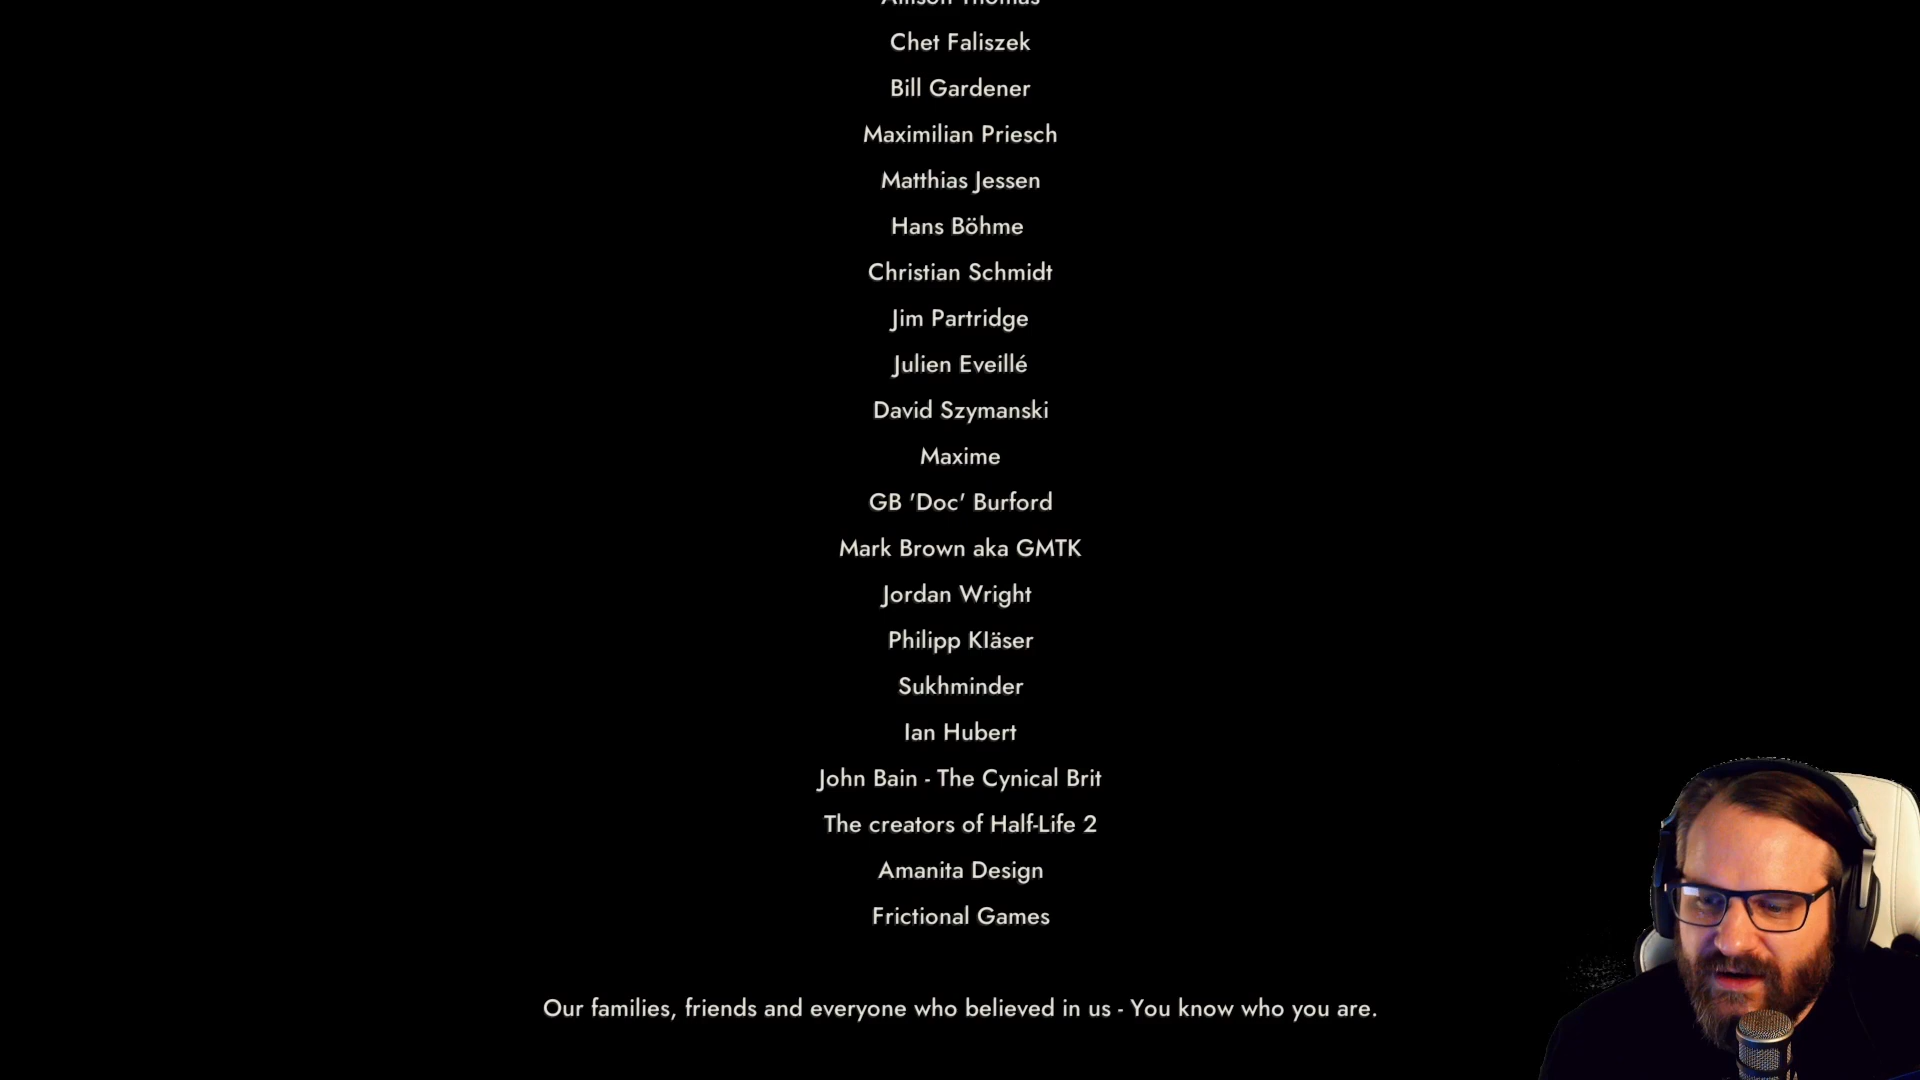 Allison Thomas
Chet Faliszek
Bill Gardener
Maximilian Priesch
Matthias Jessen
Hans Böhme
Christian Schmidt
Jim Partridge
Julien Eveillé
David Szymanski
Maxime
GB 'Doc' Burford
Mark Brown aka GMTK
Jordan Wright
Philipp Kläser
Sukhminder
Ian Hubert
John Bain - The Cynical Brit
The creators of Half-Life 2
Amanita Design
Frictional Games
Our families, friends and everyone who believed in us - You know who you are.